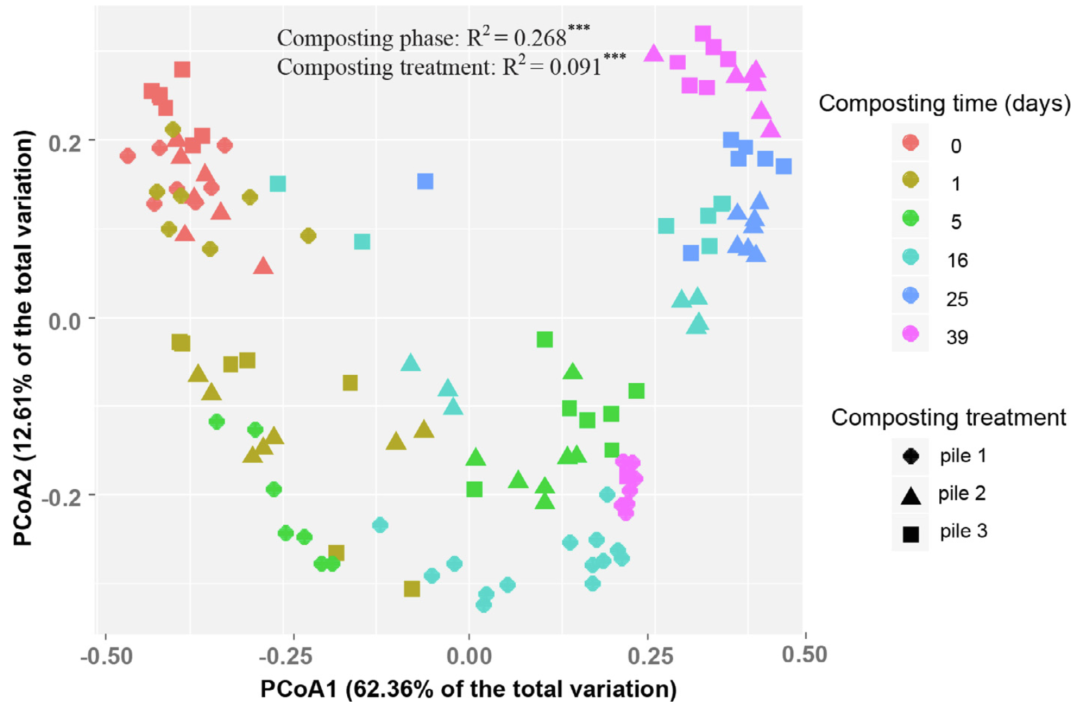 Composting phase: R² = 0.268***
Composting treatment: R² = 0.091***
PCoA2 (12.61% of the total variation)
0.2
0.0
-0.2
-0.50
-0.25
0.00
0.25
0.50
PCoA1 (62.36% of the total variation)
Composting time (days)
0
1
5
16
25
39
Composting treatment
pile 1
pile 2
pile 3